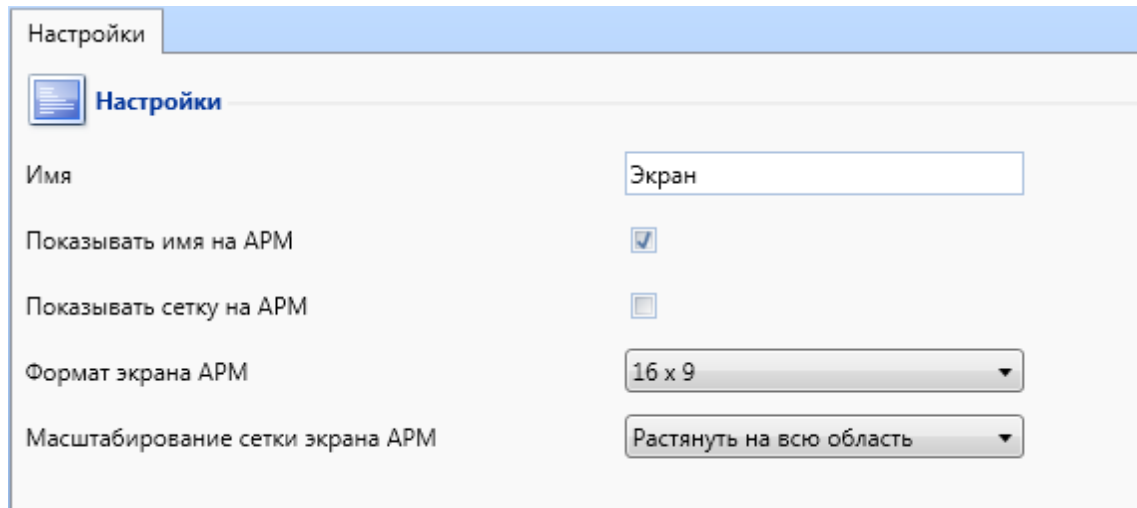 Настройки
Настройки
Имя
Экран
Показывать имя на АРМ
Показывать сетку на АРМ
Формат экрана АРМ
16 x 9
Масштабирование сетки экрана АРМ
Растянуть на всю область